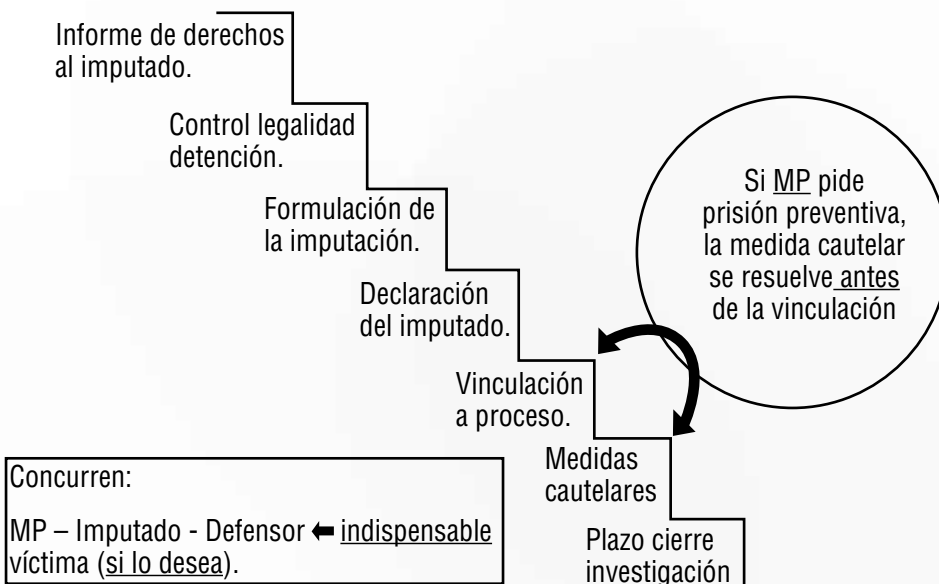 Informe de derechos
al imputado.
Control legalidad
detención.
Formulación de
la imputación.
Declaración
del imputado.
Vinculación
a proceso.
Medidas
cautelares
Plazo cierre
investigación
Si MP pide
prisión preventiva,
la medida cautelar
se resuelve antes
de la vinculación
Concurren:
MP – Imputado - Defensor ⬅ indispensable
víctima (si lo desea).